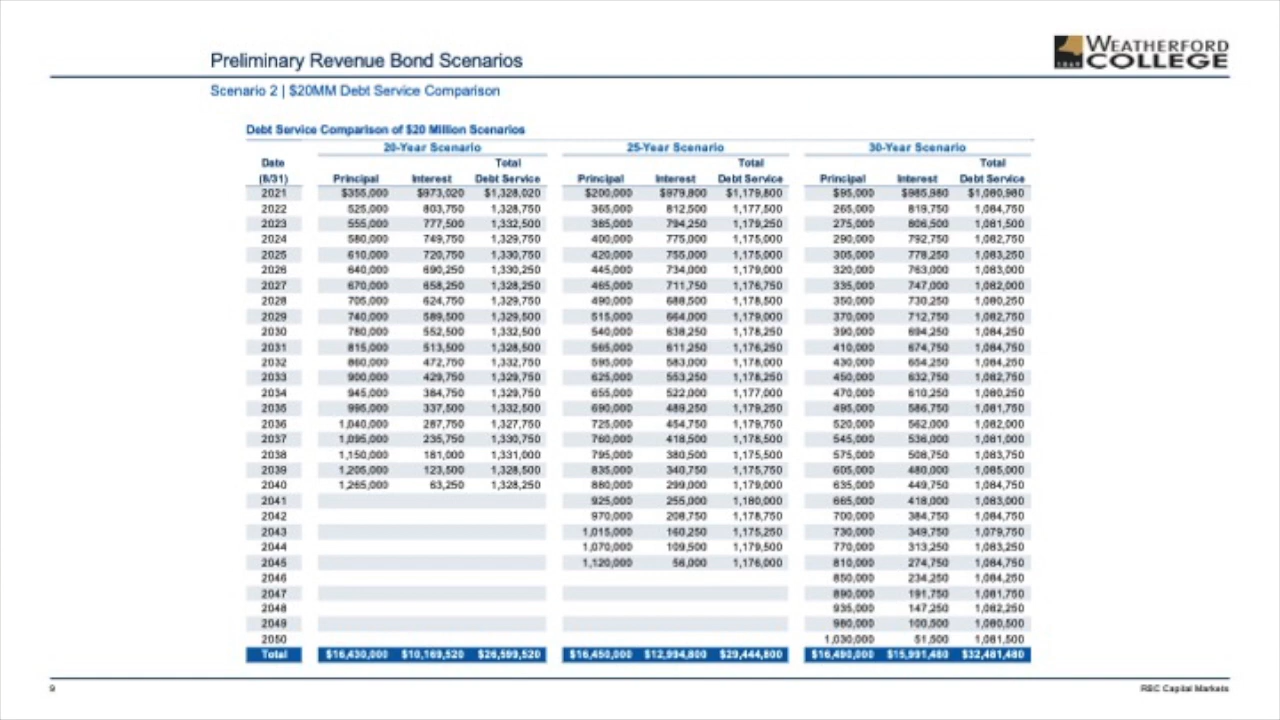 WEATHERFORD
COLLEGE
Preliminary Revenue Bond Scenarios
Scenario 2 | $20MM Debt Service Comparison
Debt Service Comparison of $20 Million Scenarios
20-Year Scenario 25-Year Scenario 30-Year Scenario
Date Total Total Total
(8/31) Principal Interest Debt Service Principal Interest Debt Service Principal Interest Debt Service
2021 $355,000 $973,020 $1,328,020 $200,000 $979,800 $1,179,800 $95,000 $985,980 $1,080,980
2022 525,000 803,750 1,328,750 365,000 812,500 1,177,500 265,000 819,750 1,084,750
2023 555,000 777,500 1,332,500 385,000 794,250 1,179,250 275,000 806,500 1,081,500
2024 580,000 749,750 1,329,750 400,000 775,000 1,175,000 290,000 792,750 1,082,750
2025 610,000 720,750 1,330,750 420,000 755,000 1,175,000 305,000 778,250 1,083,250
2026 640,000 690,250 1,330,250 445,000 734,000 1,179,000 320,000 763,000 1,083,000
2027 670,000 658,250 1,328,250 465,000 711,750 1,176,750 335,000 747,000 1,082,000
2028 705,000 624,750 1,329,750 490,000 688,500 1,178,500 350,000 730,250 1,080,250
2029 740,000 589,500 1,329,500 515,000 664,000 1,179,000 370,000 712,750 1,082,750
2030 780,000 552,500 1,332,500 540,000 638,250 1,178,250 390,000 694,250 1,084,250
2031 815,000 513,500 1,328,500 565,000 611,250 1,176,250 410,000 674,750 1,084,750
2032 860,000 472,750 1,332,750 595,000 583,000 1,178,000 430,000 654,250 1,084,250
2033 900,000 429,750 1,329,750 625,000 553,250 1,178,250 450,000 632,750 1,082,750
2034 945,000 384,750 1,329,750 655,000 522,000 1,177,000 470,000 610,250 1,080,250
2035 995,000 337,500 1,332,500 690,000 489,250 1,179,250 495,000 586,750 1,081,750
2036 1,040,000 287,750 1,327,750 725,000 454,750 1,179,750 520,000 562,000 1,082,000
2037 1,095,000 235,750 1,330,750 760,000 418,500 1,178,500 545,000 536,000 1,081,000
2038 1,150,000 181,000 1,331,000 795,000 380,500 1,175,500 575,000 508,750 1,083,750
2039 1,205,000 123,500 1,328,500 835,000 340,750 1,175,750 605,000 480,000 1,085,000
2040 1,265,000 63,250 1,328,250 880,000 299,000 1,179,000 635,000 449,750 1,084,750
2041 925,000 255,000 1,180,000 665,000 418,000 1,083,000
2042 970,000 208,750 1,178,750 700,000 384,750 1,084,750
2043 1,015,000 160,250 1,175,250 730,000 349,750 1,079,750
2044 1,070,000 109,500 1,179,500 770,000 313,250 1,083,250
2045 1,120,000 56,000 1,176,000 810,000 274,750 1,084,750
2046 850,000 234,250 1,084,250
2047 890,000 191,750 1,081,750
2048 935,000 147,250 1,082,250
2049 980,000 100,500 1,080,500
2050 1,030,000 51,500 1,081,500
Total $16,430,000 $10,169,520 $26,599,520 $16,450,000 $12,994,800 $29,444,800 $16,490,000 $15,991,480 $32,481,480
9 RBC Capital Markets